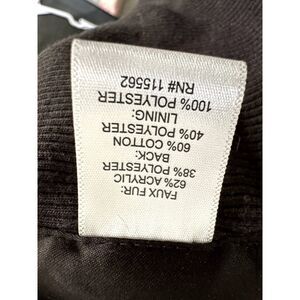 FAUX FUR:
62% ACRYLIC
38% POLYESTER
BACK:
60% COTTON
40% POLYESTER
LINING:
100% POLYESTER
RN# 115562